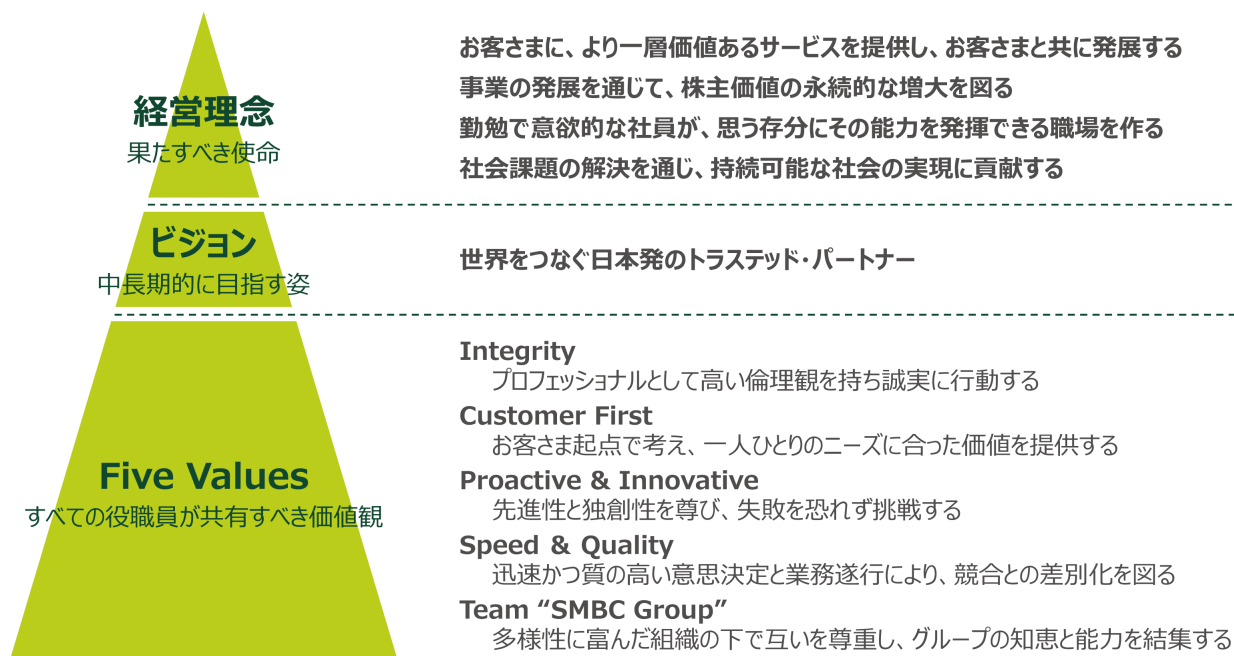 経営理念
果たすべき使命
お客さまに、より一層価値あるサービスを提供し、お客さまと共に発展する
事業の発展を通じて、株主価値の永続的な増大を図る
勤勉で意欲的な社員が、思う存分にその能力を発揮できる職場を作る
社会課題の解決を通じ、持続可能な社会の実現に貢献する
ビジョン
中長期的に目指す姿
世界をつなぐ日本発のトラステッド・パートナー
Five Values
すべての役職員が共有すべき価値観
Integrity
プロフェッショナルとして高い倫理観を持ち誠実に行動する
Customer First
お客さま起点で考え、一人ひとりのニーズに合った価値を提供する
Proactive & Innovative
先進性と独創性を尊び、失敗を恐れず挑戦する
Speed & Quality
迅速かつ質の高い意思決定と業務遂行により、競合との差別化を図る
Team “SMBC Group”
多様性に富んだ組織の下で互いを尊重し、グループの知恵と能力を結集する